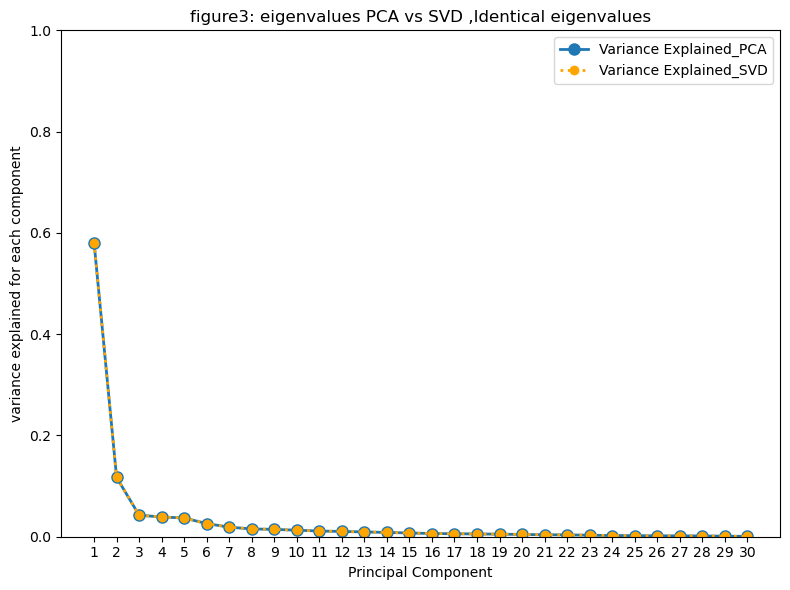 figure3: eigenvalues PCA vs SVD ,Identical eigenvalues
Variance Explained_PCA
Variance Explained_SVD
variance explained for each component
1.0
0.8
0.6
0.4
0.2
0.0
1 2 3 4 5 6 7 8 9 10 11 12 13 14 15 16 17 18 19 20 21 22 23 24 25 26 27 28 29 30
Principal Component